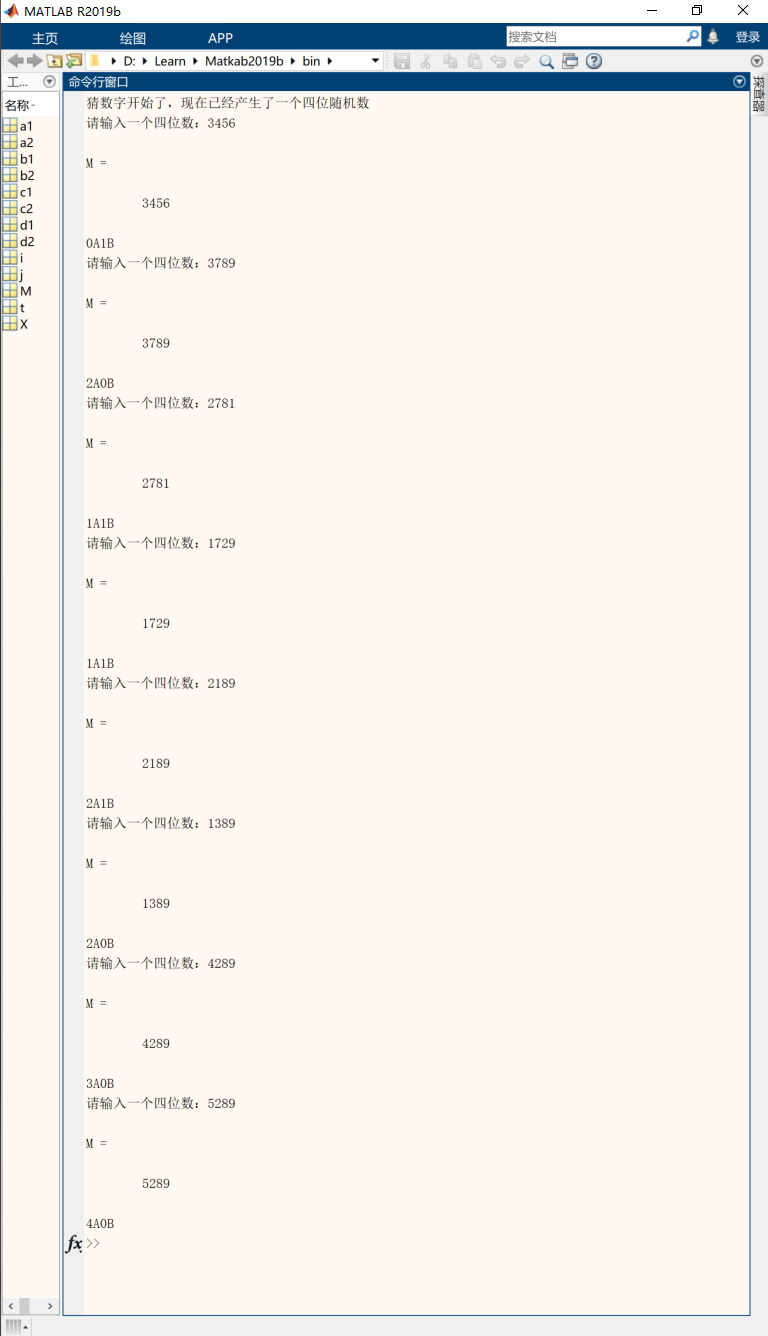 MATLAB R2019b
主页 绘图 APP 搜索文档 登录
D: Learn Matkab2019b bin
工... 命令行窗口
名称
a1
a2
b1
b2
c1
c2
d1
d2
i
j
M
t
X
猜数字开始了，现在已经产生了一个四位随机数
请输入一个四位数：3456
M =
3456
0A1B
请输入一个四位数：3789
M =
3789
2A0B
请输入一个四位数：2781
M =
2781
1A1B
请输入一个四位数：1729
M =
1729
1A1B
请输入一个四位数：2189
M =
2189
2A1B
请输入一个四位数：1389
M =
1389
2A0B
请输入一个四位数：4289
M =
4289
3A0B
请输入一个四位数：5289
M =
5289
4A0B
fx >>
探查器